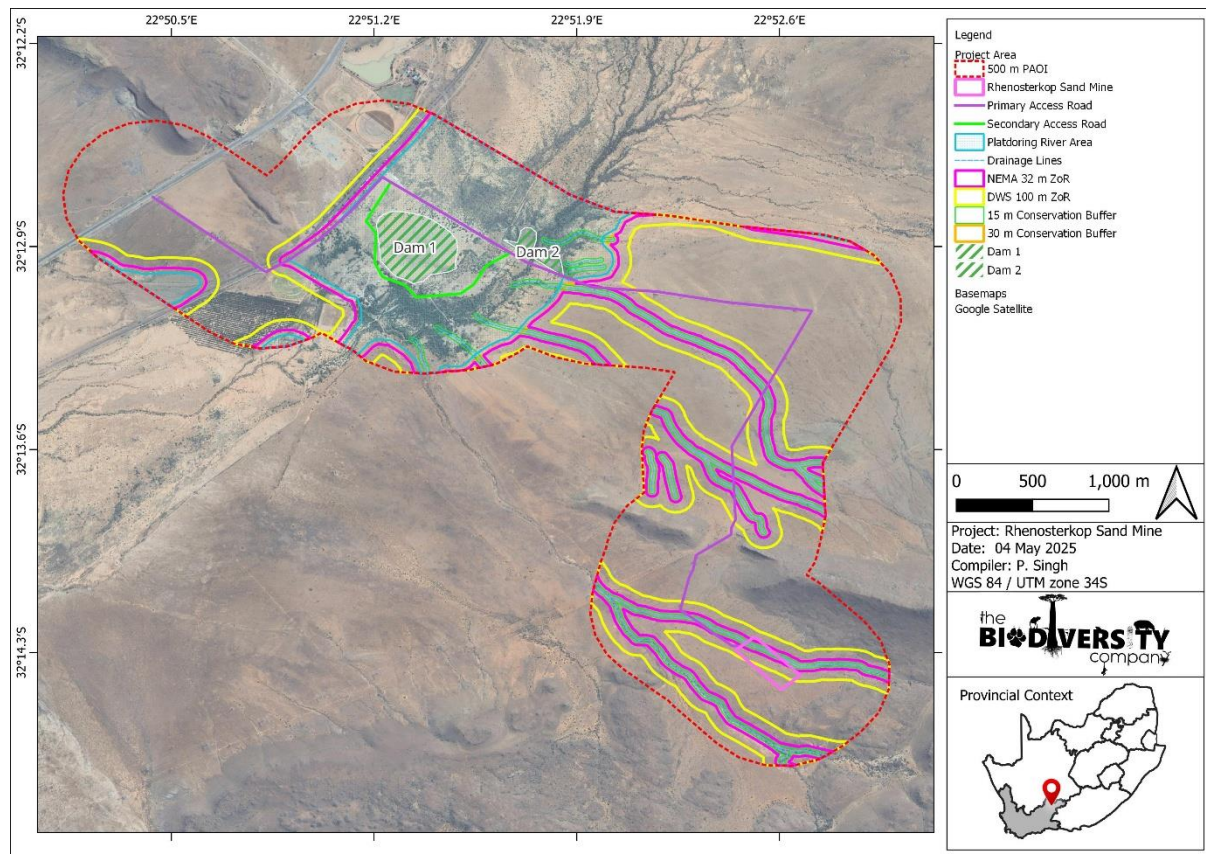 22°50.5'E 22°51.2'E 22°51.9'E 22°52.6'E
32°12.2'S
32°12.9'S
32°13.6'S
32°14.3'S
Dam 1
Dam 2
Legend
Project Area
500 m PAOI
Rhenosterkop Sand Mine
Primary Access Road
Secondary Access Road
Platdoring River Area
Drainage Lines
NEMA 32 m ZoR
DWS 100 m ZoR
15 m Conservation Buffer
30 m Conservation Buffer
Dam 1
Dam 2
Basemaps
Google Satellite
0 500 1,000 m
Project: Rhenosterkop Sand Mine
Date: 04 May 2025
Compiler: P. Singh
WGS 84 / UTM zone 34S
the
BIODIVERSITY
company
Provincial Context